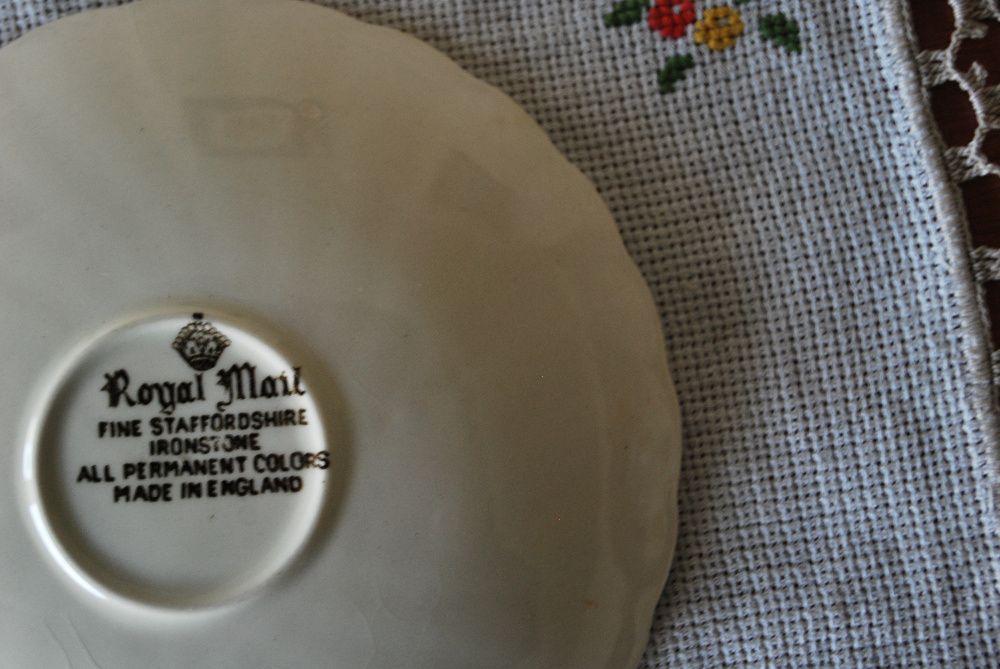 Royal Mail
FINE STAFFORDSHIRE
IRONSTONE
ALL PERMANENT COLORS
MADE IN ENGLAND